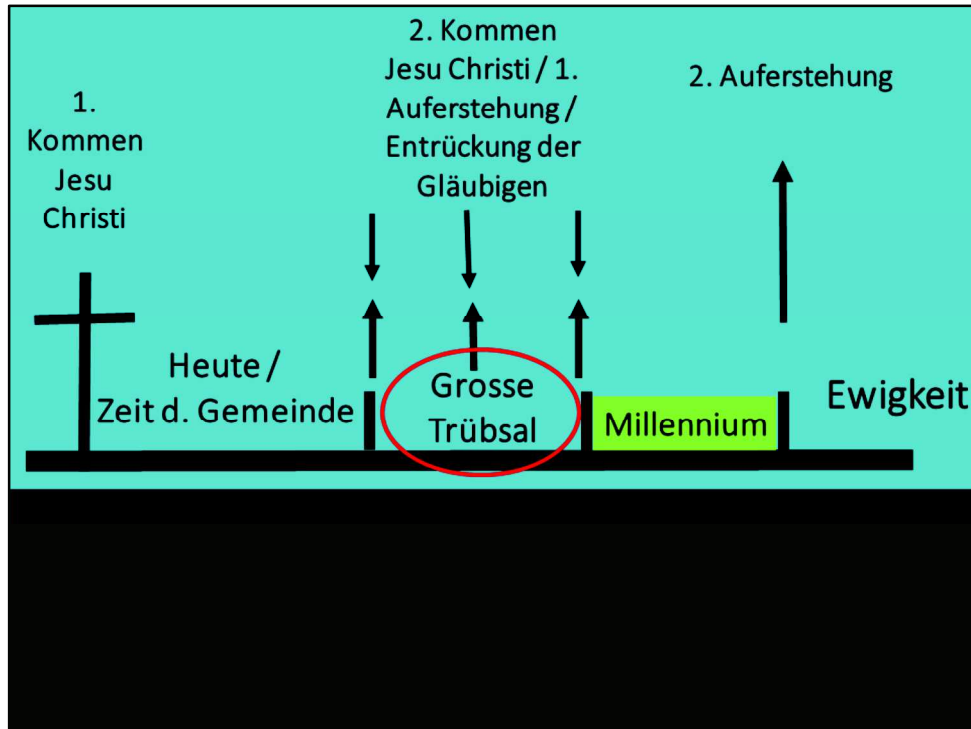 1.
Kommen
Jesu
Christi
2. Kommen
Jesu Christi / 1.
Auferstehung /
Entrückung der
Gläubigen
2. Auferstehung
Heute /
Zeit d. Gemeinde
Grosse
Trübsal
Millennium
Ewigkeit